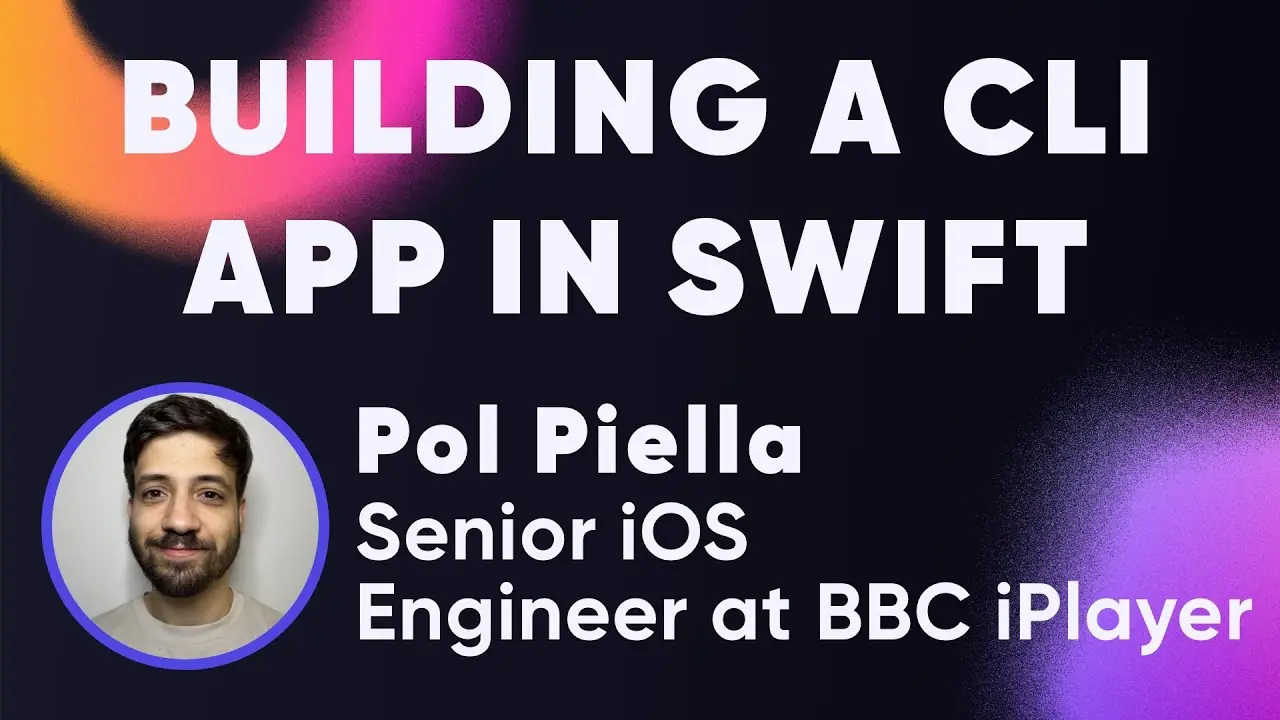 BUILDING A CLI
APP IN SWIFT
Pol Piella
Senior iOS
Engineer at BBC iPlayer